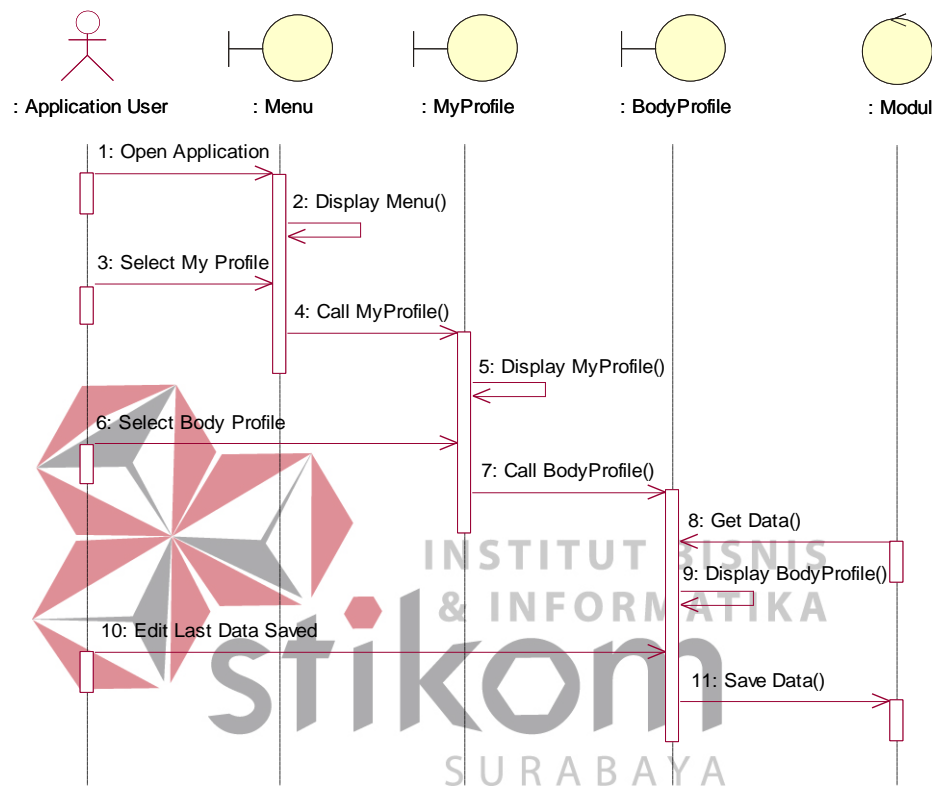 : Application User
: Menu
: MyProfile
: BodyProfile
: Modul
1: Open Application
2: Display Menu()
3: Select My Profile
4: Call MyProfile()
5: Display MyProfile()
6: Select Body Profile
7: Call BodyProfile()
8: Get Data()
INSTITUT BISNIS
9: Display BodyProfile()
& INFORMATIKA
10: Edit Last Data Saved
stikom
11: Save Data()
SURABAYA